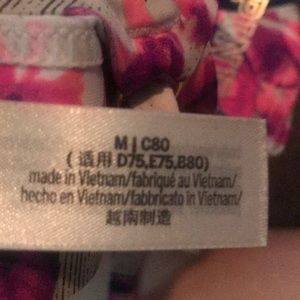 M | C80
( 适用 D75,E75,B80)
made in Vietnam/fabriqué au Vietnam/
hecho en Vietnam/fabbricato in Vietnam/
越南制造